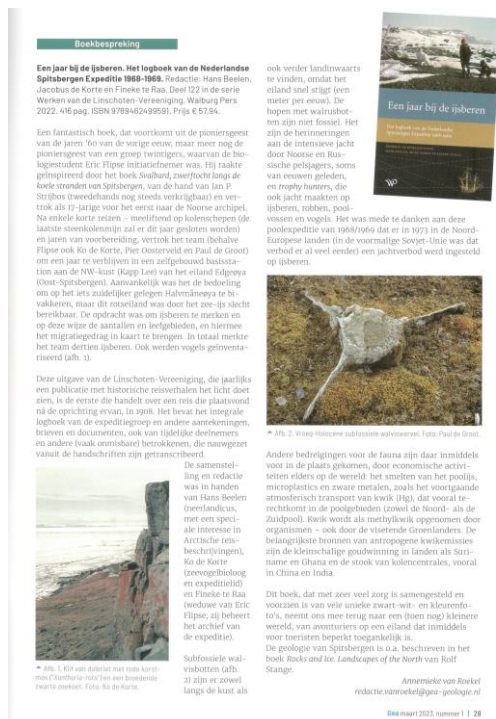 Boekbespreking
Een jaar bij de ijsberen. Het logboek van de Nederlandse
Spitsbergen Expeditie 1968-1969. Redactie: Hans Beelen,
Jacobus de Korte en Fineke te Raa. Deel 122 in de serie
Werken van de Linschoten-Vereeniging, Walburg Pers
2022. 416 pag. ISBN 9789462499591. Prijs € 57,94.
Een fantastisch boek, dat voortkomt uit de pioniersgeest
van de jaren ’60 van de vorige eeuw, maar meer nog de
pioniersgeest van een groep twintigers, waarvan de bio-
logiestudent Eric Flipse initiatiefnemer was. Hij raakte
geïnspireerd door het boek Svalbard, zwerftocht langs de
koele stranden van Spitsbergen, van de hand van Jan P.
Strijbos (tweedehands nog steeds verkrijgbaar) en ver-
trok als 17-jarige voor het eerst naar de Noorse archipel.
Na enkele korte reizen – meeliftend op kolenschepen (de
laatste steenkolenmijn zal er dit jaar gesloten worden)
en jaren van voorbereiding, vertrok het team (behalve
Flipse ook Ko de Korte, Piet Oosterveld en Paul de Groot)
om een jaar te verblijven in een zelfgebouwd basissta-
tion aan de NW-kust (Kapp Lee) van het eiland Edgeøya
(Oost-Spitsbergen). Aanvankelijk was het de bedoeling
om op het iets zuidelijker gelegen Halvmåneøya te bi-
vakkeren, maar dit rotseiland was door het zee-ijs slecht
bereikbaar. De opdracht was om ijsberen te merken en
op deze wijze de aantallen en leefgebieden, en hiermee
het migratiegedrag in kaart te brengen. In totaal merkte
het team dertien ijsberen. Ook werden vogels geïnventa-
riseerd (afb. 1).
Deze uitgave van de Linschoten-Vereeniging, die jaarlijks
een publicatie met historische reisverhalen het licht doet
zien, is de eerste die handelt over een reis die plaatsvond
ná de oprichting ervan, in 1908. Het bevat het integrale
logboek van de expeditiegroep en andere aantekeningen,
brieven en documenten, ook van tijdelijke deelnemers
en andere (vaak onmisbare) betrokkenen, die nauwgezet
vanuit de handschriften zijn getranscribeerd.
De samenstel-
ling en redactie
was in handen
van Hans Beelen
(neerlandicus,
met een speci-
ale interesse in
Arctische reis-
beschrijvingen),
Ko de Korte
(zeevogelbioloog
en expeditielid)
en Fineke te Raa
(weduwe van Eric
Flipse; zij beheert
het archief van
de expeditie).
Subfossiele wal-
visbotten (afb.
2) zijn er zowel
langs de kust als
Afb. 1. Klif van doleriet met rode korst-
mos ("Xanthoria-rots") en een broedende
zwarte zeekoet. Foto: Ko de Korte.
ook verder landinwaarts
te vinden, omdat het
eiland snel stijgt (een
meter per eeuw). De
hopen met walrusbot-
ten zijn niet fossiel. Het
zijn de herinneringen
aan de intensieve jacht
door Noorse en Rus-
sische pelsjagers, soms
van eeuwen geleden,
en trophy hunters, die
ook jacht maakten op
ijsberen, robben, pool-
vossen en vogels. Het was mede te danken aan deze
poolexpeditie van 1968/1969 dat er in 1973 in de Noord-
Europese landen (in de voormalige Sovjet-Unie was dat
verbod er al veel eerder) een jachtverbod werd ingesteld
op ijsberen.
Een jaar bij de ijsberen
Afb. 2. Vroeg-Holocene subfossiele walviswervel. Foto: Paul de Groot.
Andere bedreigingen voor de fauna zijn daar inmiddels
voor in de plaats gekomen, door economische activi-
teiten elders op de wereld: het smelten van het poolijs,
microplastics en zware metalen, zoals het voortgaande
atmosferisch transport van kwik (Hg), dat vooral te-
rechtkomt in de poolgebieden (zowel de Noord- als de
Zuidpool). Kwik wordt als methylkwik opgenomen door
organismen – ook door de visetende Groenlanders. De
belangrijkste bronnen van antropogene kwikemissies
zijn de kleinschalige goudwinning in landen als Suri-
name en Ghana en de stook van kolencentrales, vooral
in China en India.
Dit boek, dat met zeer veel zorg is samengesteld en
voorzien is van vele unieke zwart-wit- en kleurenfo-
to's, neemt ons mee terug naar een (toen nog) kleinere
wereld, van avonturiers op een eiland dat inmiddels
voor toeristen beperkt toegankelijk is.
De geologie van Spitsbergen is o.a. beschreven in het
boek Rocks and Ice. Landscapes of the North van Rolf
Stange.
Annemieke van Roekel
redactie.vanroekel@gea-geologie.nl
Gea maart 2023, nummer 1 | 29